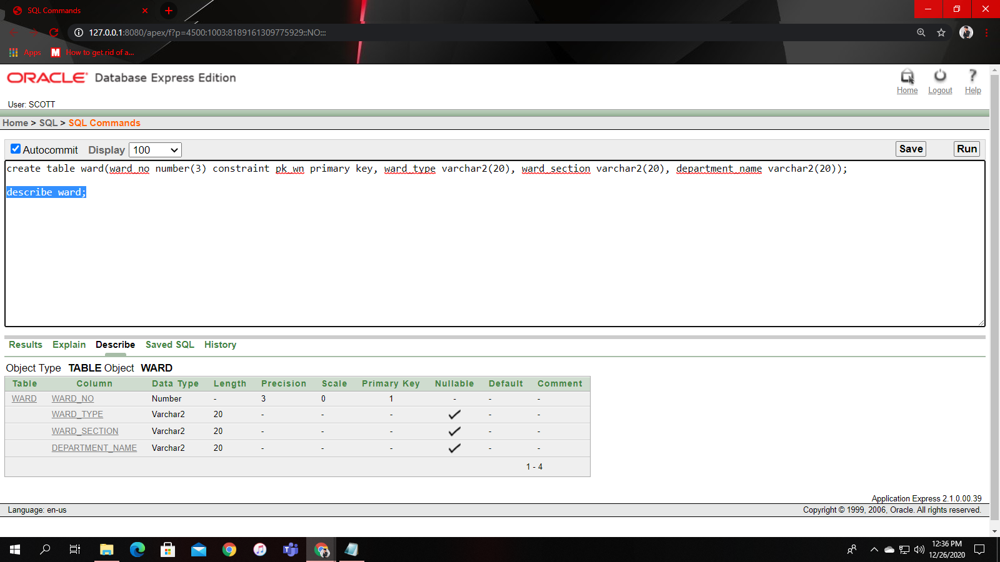 SQL Commands
127.0.0.1:8080/apex/f?p=4500:1003:8189161309775929::NO:::
Apps How to get rid of a...
ORACLE Database Express Edition
Home Logout Help
User: SCOTT
Home > SQL > SQL Commands
Autocommit Display 100 Save Run
create table ward(ward_no number(3) constraint pk_wn primary key, ward_type varchar2(20), ward_section varchar2(20), department_name varchar2(20));
describe ward;
Results Explain Describe Saved SQL History
Object Type TABLE Object WARD
Table Column Data Type Length Precision Scale Primary Key Nullable Default Comment
WARD WARD_NO Number - 3 0 1 - - -
WARD_TYPE Varchar2 20 - - - - -
WARD_SECTION Varchar2 20 - - - - -
DEPARTMENT_NAME Varchar2 20 - - - - -
1 - 4
Application Express 2.1.0.00.39
Language: en-us Copyright © 1999, 2006, Oracle. All rights reserved.
12:36 PM
12/26/2020